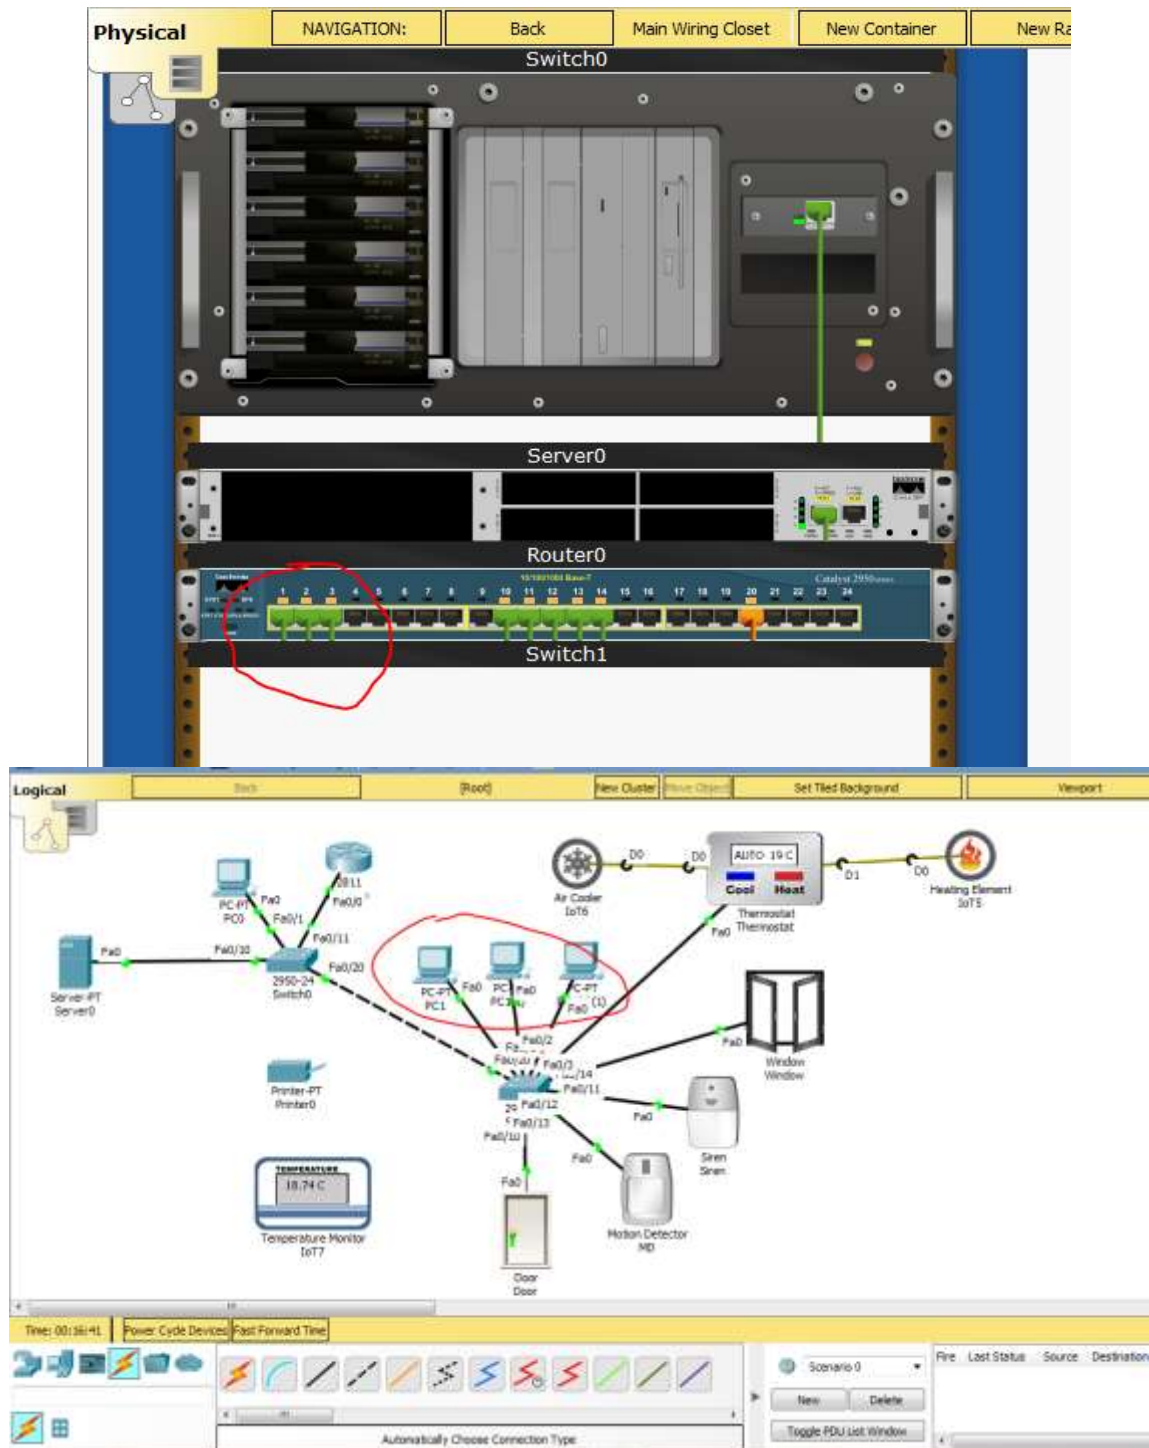 Physical
NAVIGATION:
Back
Main Wiring Closet
New Container
New Ra
Switch0
Server0
Router0
Catalyst 2950
1 2 3 4 5 6 7 8 9 10 11 12 13 14 15 16 17 18 19 20 21 22 23 24
Switch1
Logical
Back
[Root]
New Cluster
Move Object
Set Tiled Background
Viewport
2811
Fa0/0
PC-PT
PC0
Fa0
Fa0/1
Fa0/11
Fa0
Fa0/10
Fa0/20
Server-PT
Server0
2950-24
Switch0
D0
D0
AUTO 19 C
Cool
Heat
D1
D0
Air Cooler
IoT6
Thermostat
Thermostat
Heating Element
IoT5
Fa0
PC-PT
PC1
Fa0
Fa0
Fa0
(1)
Fa0/2
Fa0/3
Fa0/11
Fa0/12
Fa0/13
Fa0/10
Fa0
Window
Window
Printer-PT
Printer0
Fa0
Siren
Siren
TEMPERATURE
18.74 C
Temperature Monitor
IoT7
Fa0
Fa0
Motion Detector
MD
Door
Door
Time: 00:16:41
Power Cycle Devices
Fast Forward Time
Scenario 0
New
Delete
Toggle PDU List Window
Fire
Last Status
Source
Destination
Automatically Choose Connection Type